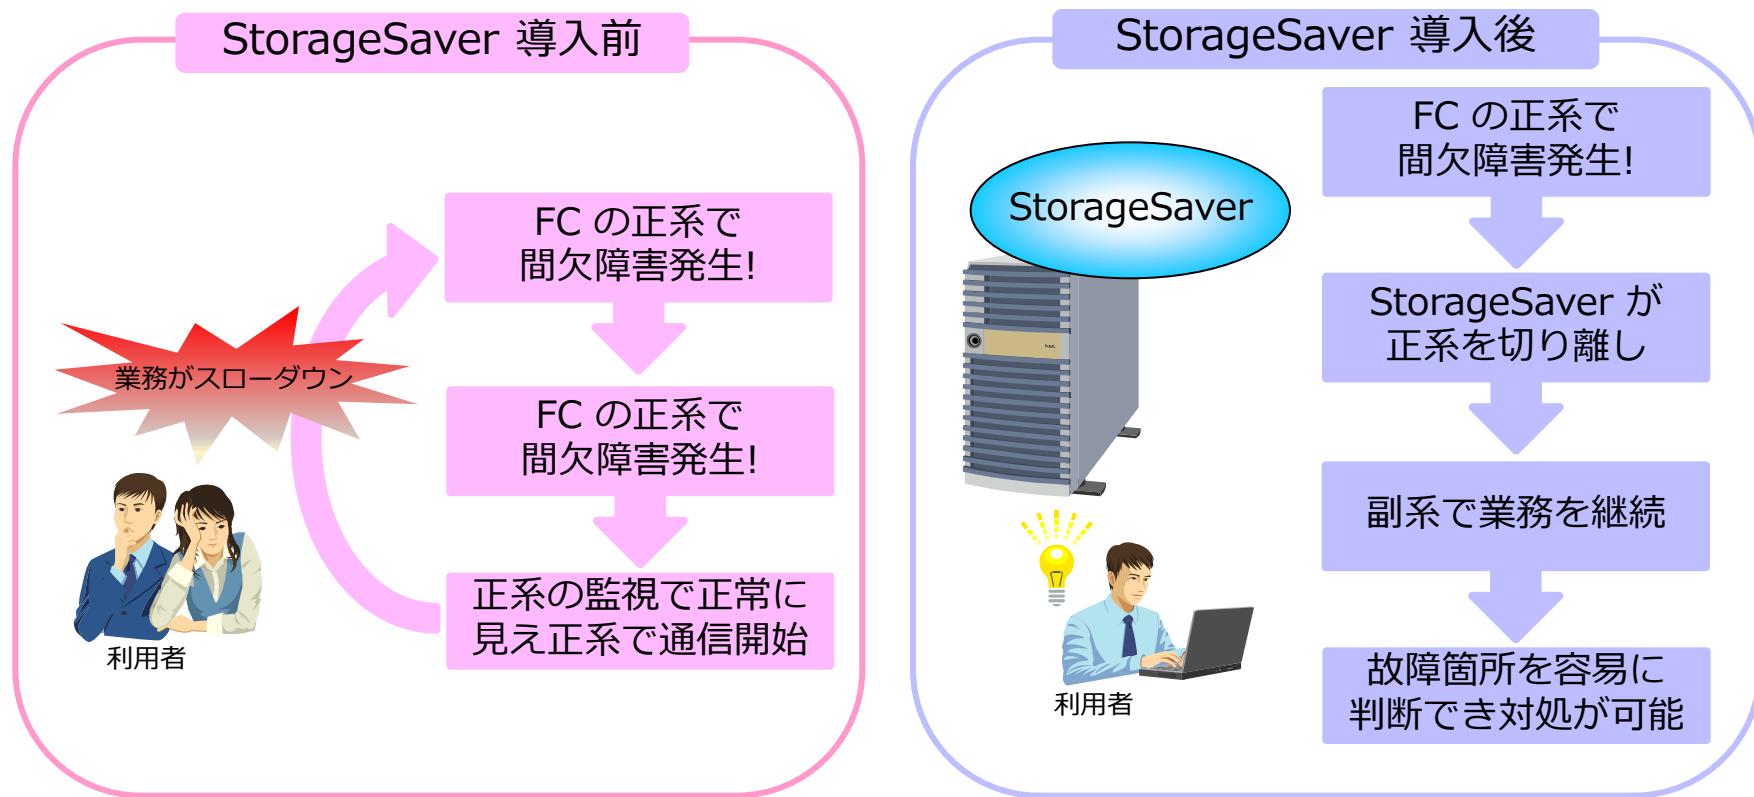 StorageSaver 導入前
FC の正系で
間欠障害発生!
業務がスローダウン
FC の正系で
間欠障害発生!
正系の監視で正常に
見え正系で通信開始
利用者
StorageSaver 導入後
StorageSaver
FC の正系で
間欠障害発生!
StorageSaver が
正系を切り離し
副系で業務を継続
利用者
故障箇所を容易に
判断でき対処が可能